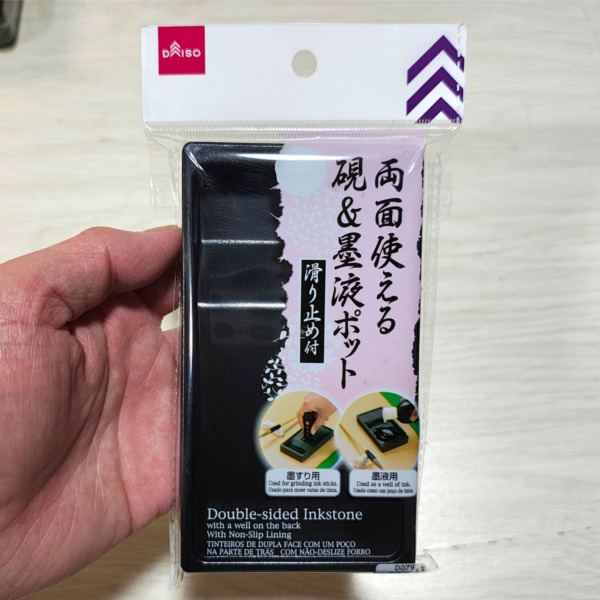 DAISO
両面使える
硯&墨液ポット
滑り止め付
墨すり用
Used for grinding ink sticks.
Usado para moer varas de tinta.
墨液用
Used as a well of ink.
Usado como um poço de tinta.
Double-sided Inkstone
with a well on the back
With Non-Slip Lining
TINTEIROS DE DUPLA FACE COM UM POÇO
NA PARTE DE TRÁS COM NÃO-DESLIZE FORRO
D079